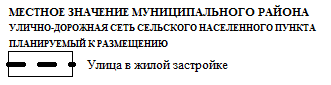 МЕСТНОЕ ЗНАЧЕНИЕ МУНИЦИПАЛЬНОГО РАЙОНА
УЛИЧНО-ДОРОЖНАЯ СЕТЬ СЕЛЬСКОГО НАСЕЛЕННОГО ПУНКТА
ПЛАНИРУЕМЫЙ К РАЗМЕЩЕНИЮ
Улица в жилой застройке